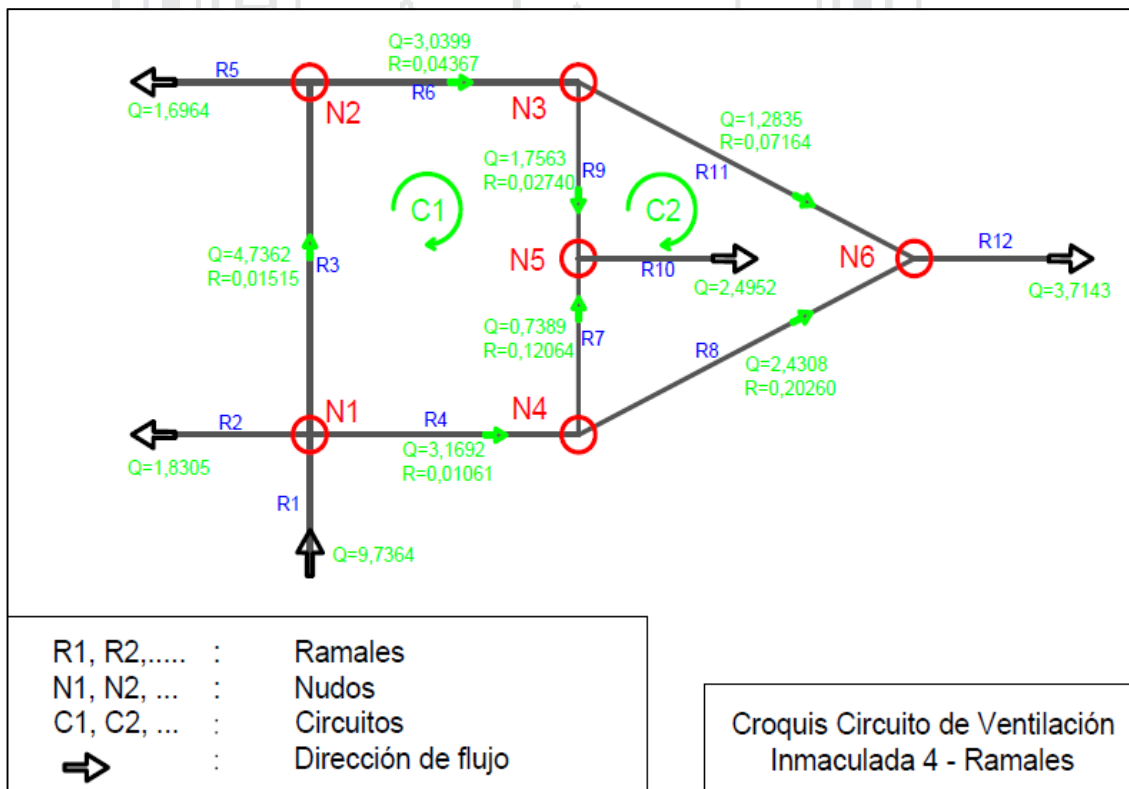 Q=3,0399
R=0,04367
R5
R6
N2
N3
Q=1,6964
Q=1,2835
R=0,07164
Q=1,7563
R=0,02740
R9
R11
C1
C2
Q=4,7362
R=0,01515
R3
N5
R10
Q=2,4952
N6
R12
Q=3,7143
Q=0,7389
R=0,12064
R7
R8
Q=2,4308
R=0,20260
N1
N4
R2
R4
Q=1,8305
Q=3,1692
R=0,01061
R1
Q=9,7364
R1, R2,..... : Ramales
N1, N2, ... : Nudos
C1, C2, ... : Circuitos
: Dirección de flujo
Croquis Circuito de Ventilación
Inmaculada 4 - Ramales